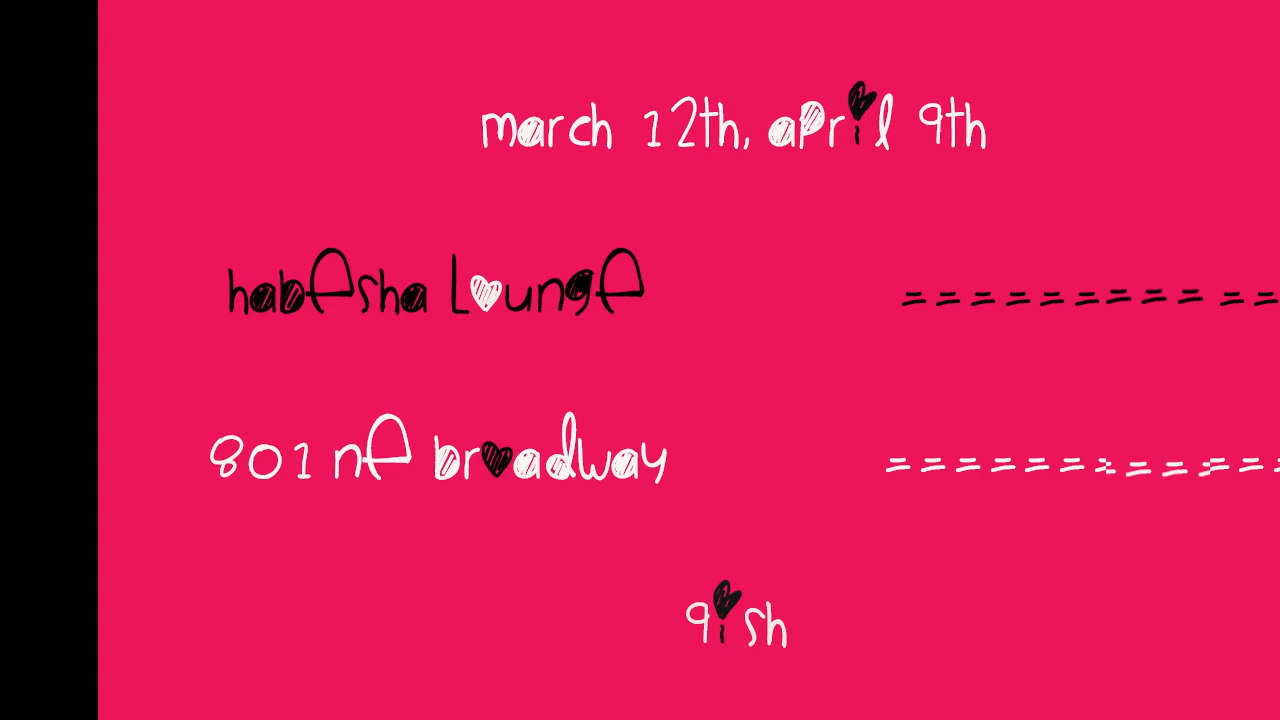 march 12th, april 9th
habesha lounge = = = = = = = = = = =
801 ne broadway = = = = = = = = = = = =
9ish